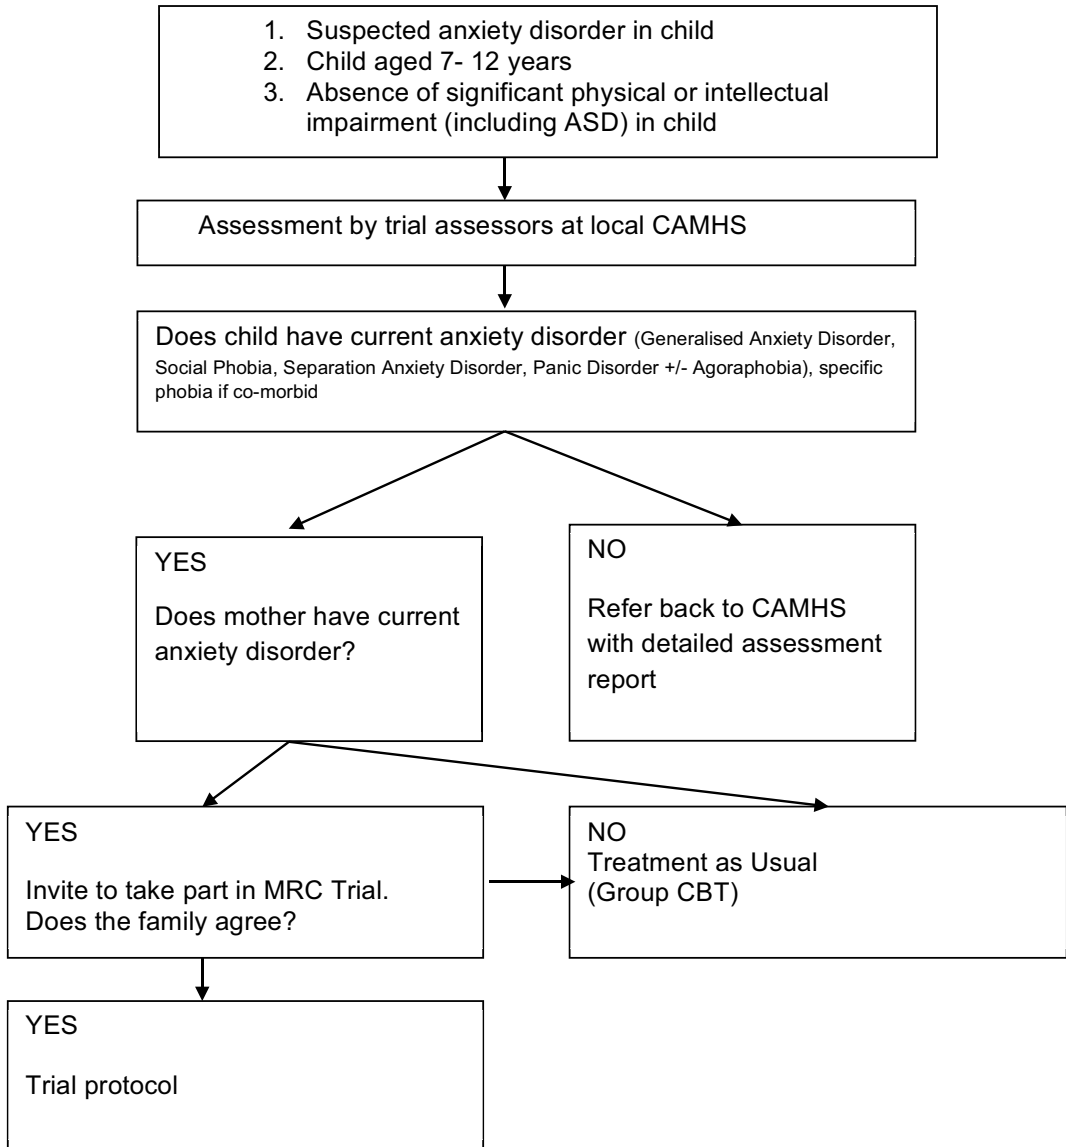 1. Suspected anxiety disorder in child
2. Child aged 7- 12 years
3. Absence of significant physical or intellectual
impairment (including ASD) in child
Assessment by trial assessors at local CAMHS
Does child have current anxiety disorder (Generalised Anxiety Disorder,
Social Phobia, Separation Anxiety Disorder, Panic Disorder +/- Agoraphobia), specific
phobia if co-morbid
YES
Does mother have current
anxiety disorder?
NO
Refer back to CAMHS
with detailed assessment
report
YES
Invite to take part in MRC Trial.
Does the family agree?
NO
Treatment as Usual
(Group CBT)
YES
Trial protocol